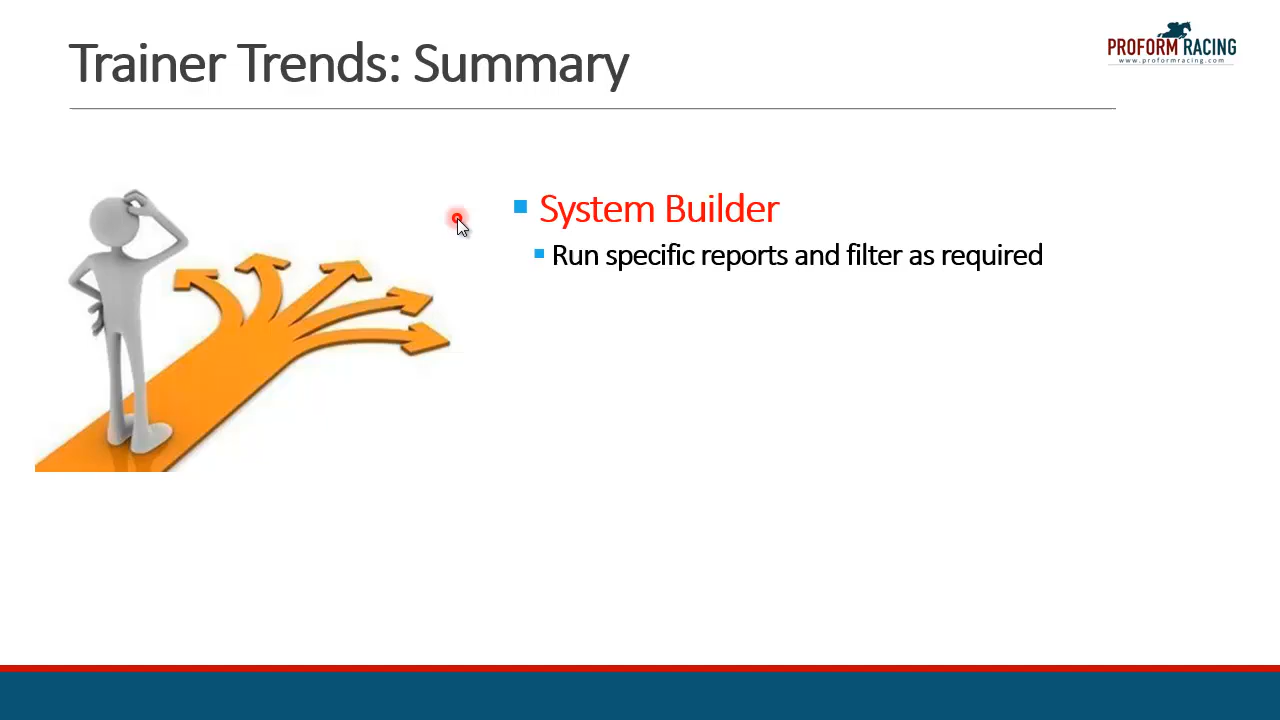 Trainer Trends: Summary
PROFORM RACING
www.proformracing.com
System Builder
Run specific reports and filter as required